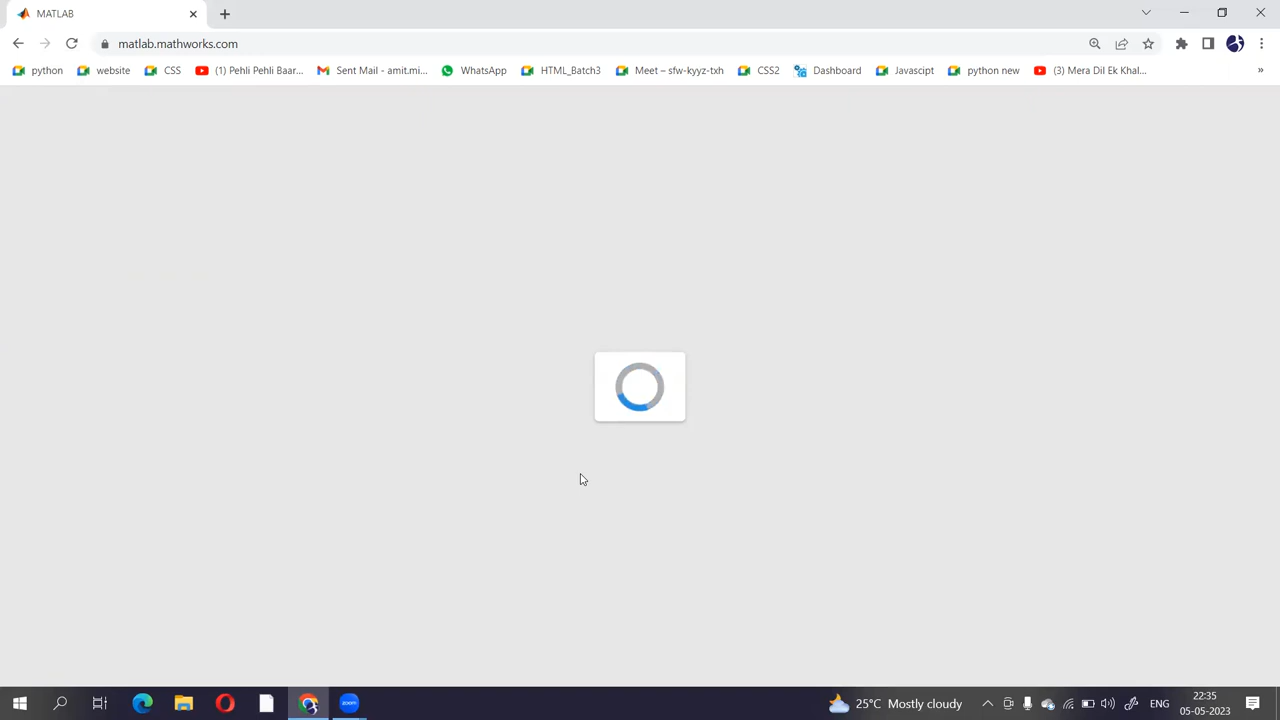 MATLAB
matlab.mathworks.com
python website CSS (1) Pehli Pehli Baar... Sent Mail - amit.mi... WhatsApp HTML_Batch3 Meet – sfw-kyyz-txh CSS2 Dashboard Javascipt python new (3) Mera Dil Ek Khal... »
zoom 25°C Mostly cloudy ENG 22:35
05-05-2023